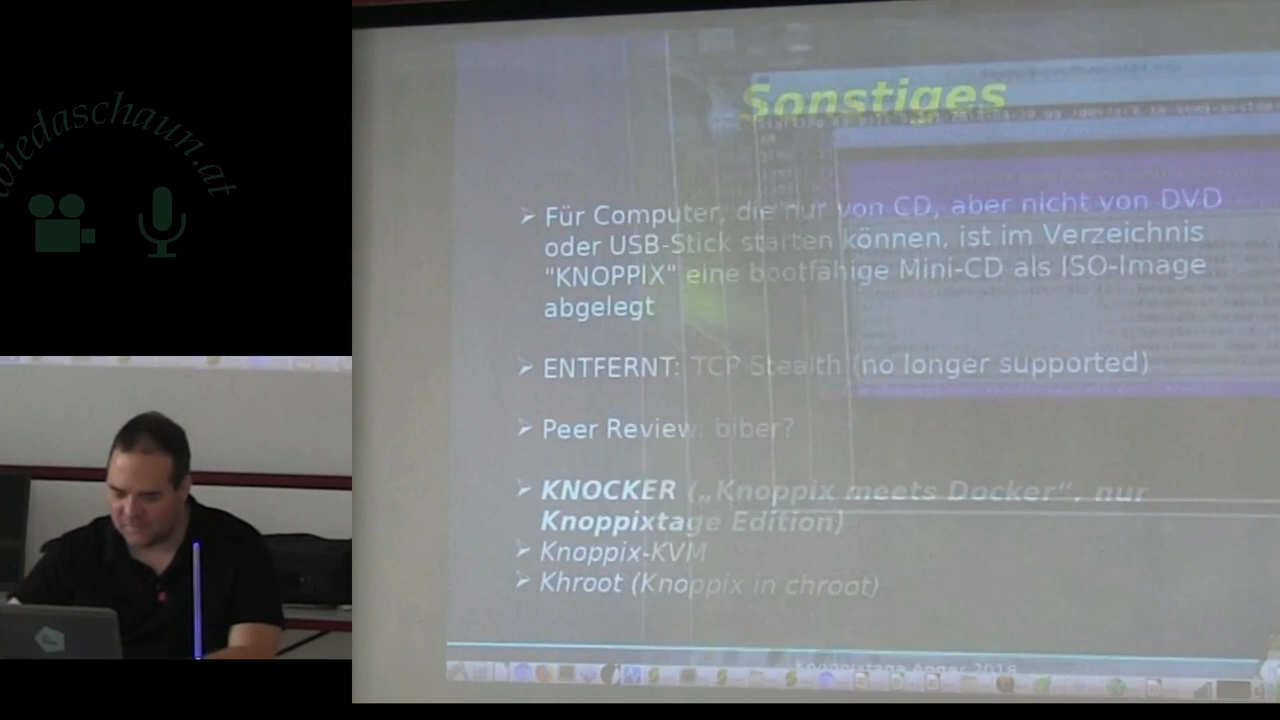 wiedaschaun.at
Sonstiges
➢ Für Computer, die nur von CD, aber nicht von DVD
oder USB-Stick starten können, ist im Verzeichnis
"KNOPPIX" eine bootfähige Mini-CD als ISO-Image
abgelegt
➢ ENTFERNT: TCP Stealth (no longer supported)
➢ Peer Review: biber?
➢ KNOCKER („Knoppix meets Docker“, nur
Knoppixtage Edition)
➢ Knoppix-KVM
➢ Khroot (Knoppix in chroot)
Knoppixtage Anger 2018